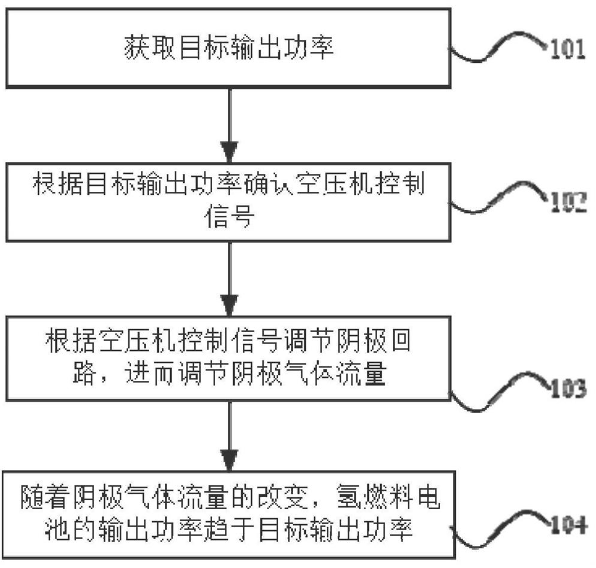 获取目标输出功率
101
根据目标输出功率确认空压机控制
信号
102
根据空压机控制信号调节阴极回
路，进而调节阴极气体流量
103
随着阴极气体流量的改变，氢燃料电
池的输出功率趋于目标输出功率
104